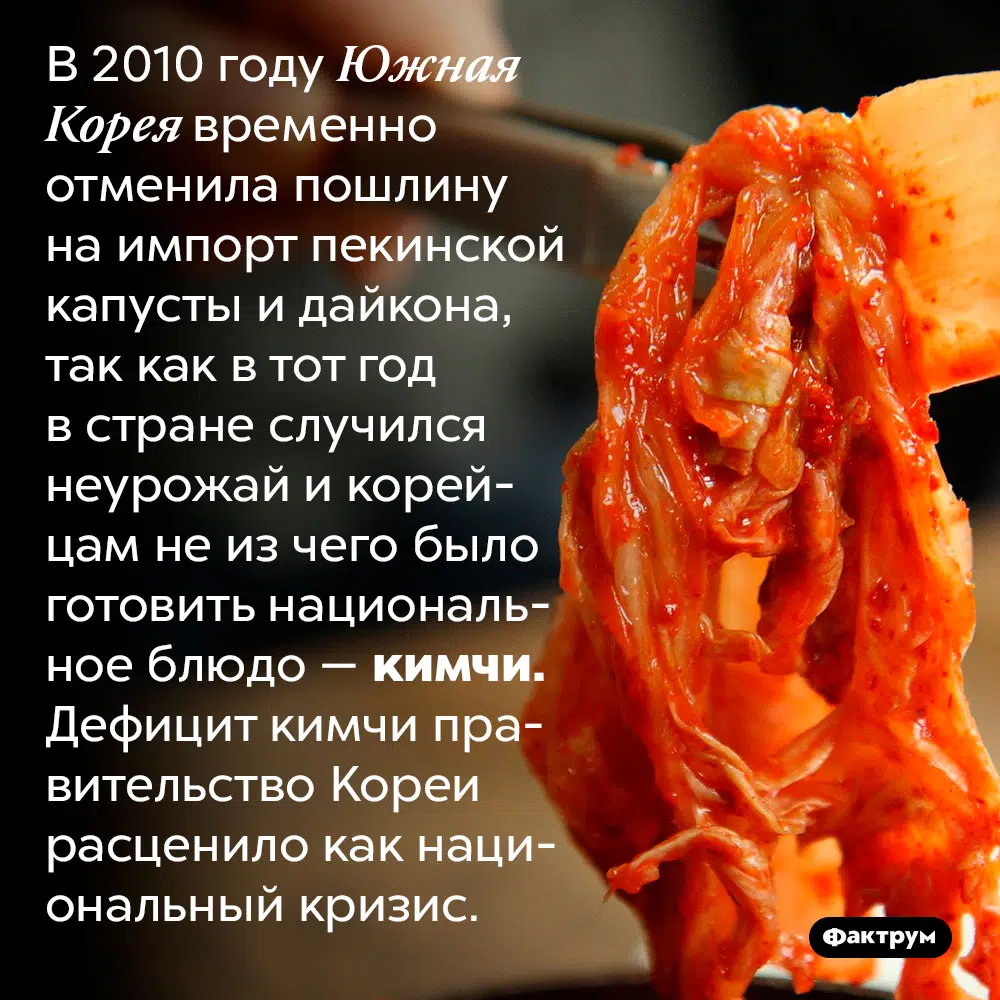 В 2010 году Южная
Корея временно
отменила пошлину
на импорт пекинской
капусты и дайкона,
так как в тот год
в стране случился
неурожай и корей-
цам не из чего было
готовить националь-
ное блюдо — кимчи.
Дефицит кимчи пра-
вительство Кореи
расценило как наци-
ональный кризис.
Фактрум